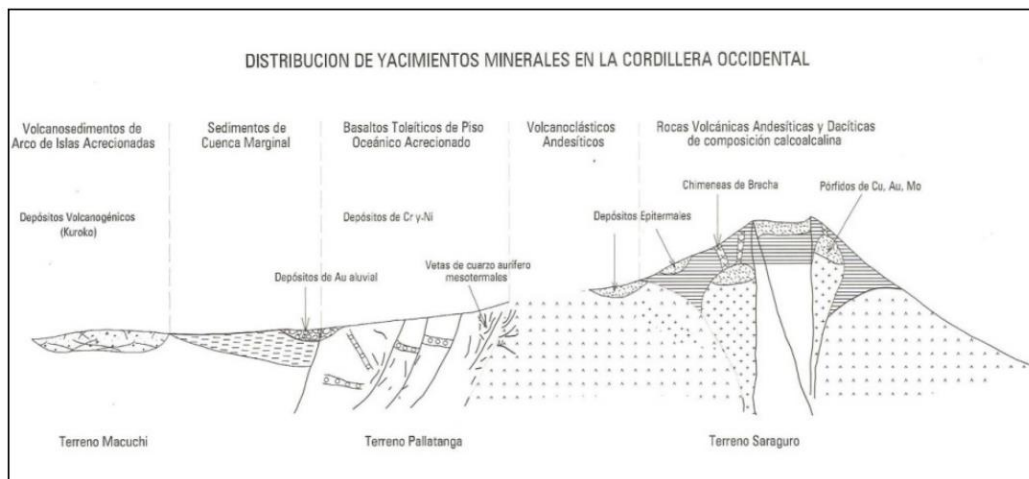 DISTRIBUCION DE YACIMIENTOS MINERALES EN LA CORDILLERA OCCIDENTAL
Volcanosedimentos de
Arco de Islas Acrecionadas
Sedimentos de
Cuenca Marginal
Basaltos Toleíticos de Piso
Oceánico Acrecionado
Volcanoclásticos
Andesíticos
Rocas Volcánicas Andesíticas y Dacíticas
de composición calcoalcalina
Chimeneas de Brecha
Pórfidos de Cu, Au, Mo
Depósitos Volcanogénicos
(Kuroko)
Depósitos de Cr y Ni
Depósitos Epitermales
Depósitos de Au aluvial
Vetas de cuarzo aurífero
mesotermales
Terreno Macuchi
Terreno Pallatanga
Terreno Saraguro